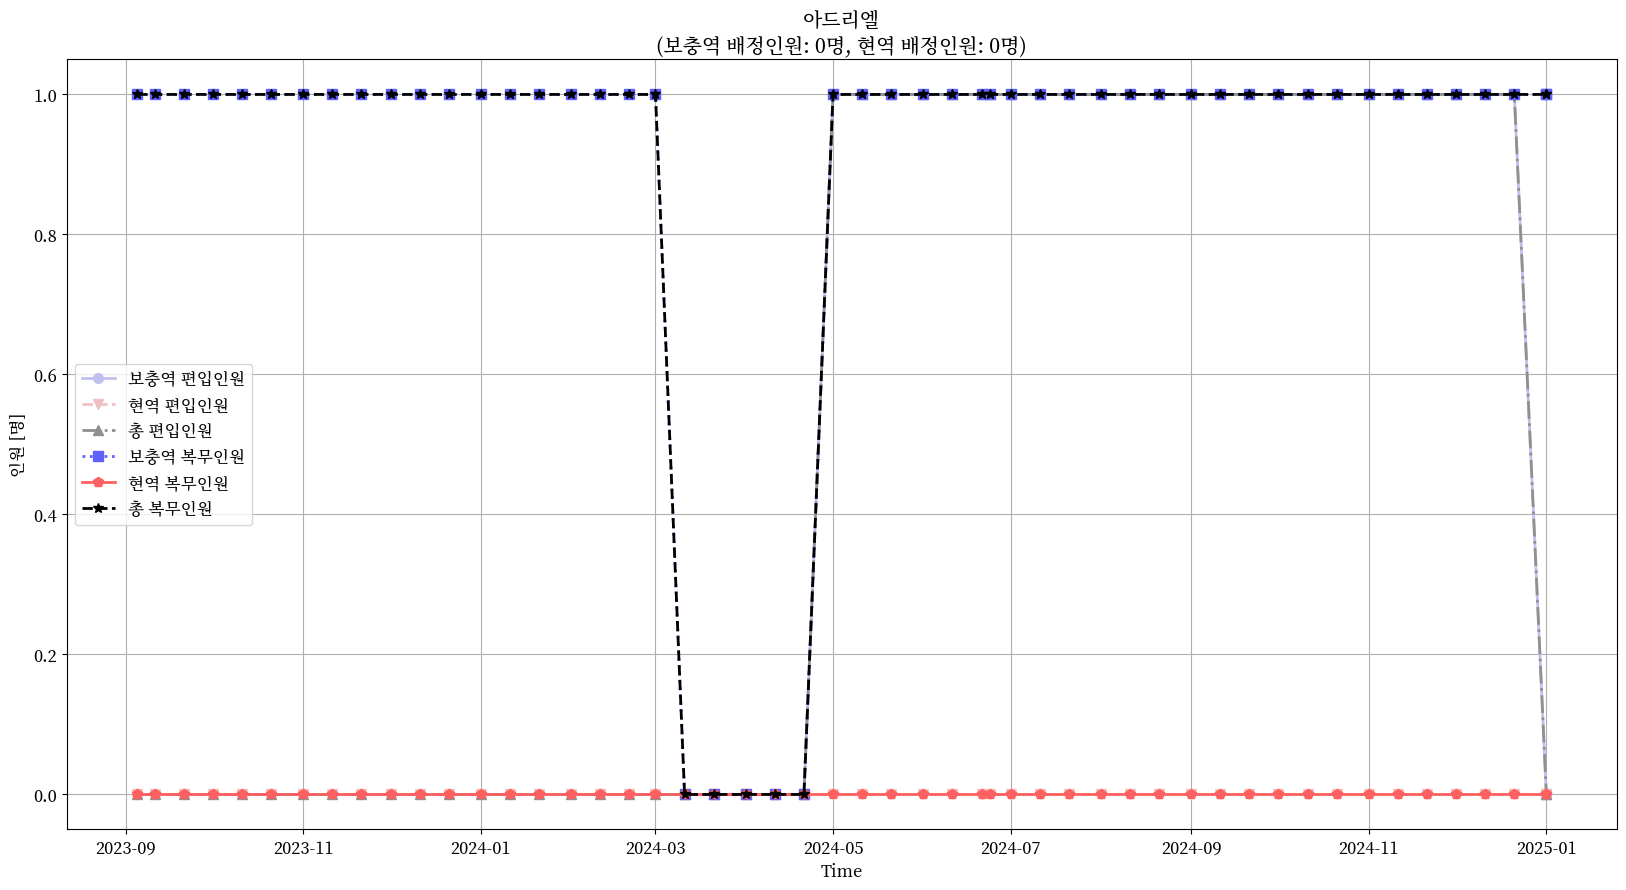 아드리엘
(보충역 배정인원: 0명, 현역 배정인원: 0명)
1.0
0.8
0.6
0.4
0.2
0.0
인원 [명]
보충역 편입인원
현역 편입인원
총 편입인원
보충역 복무인원
현역 복무인원
총 복무인원
2023-09
2023-11
2024-01
2024-03
2024-05
2024-07
2024-09
2024-11
2025-01
Time